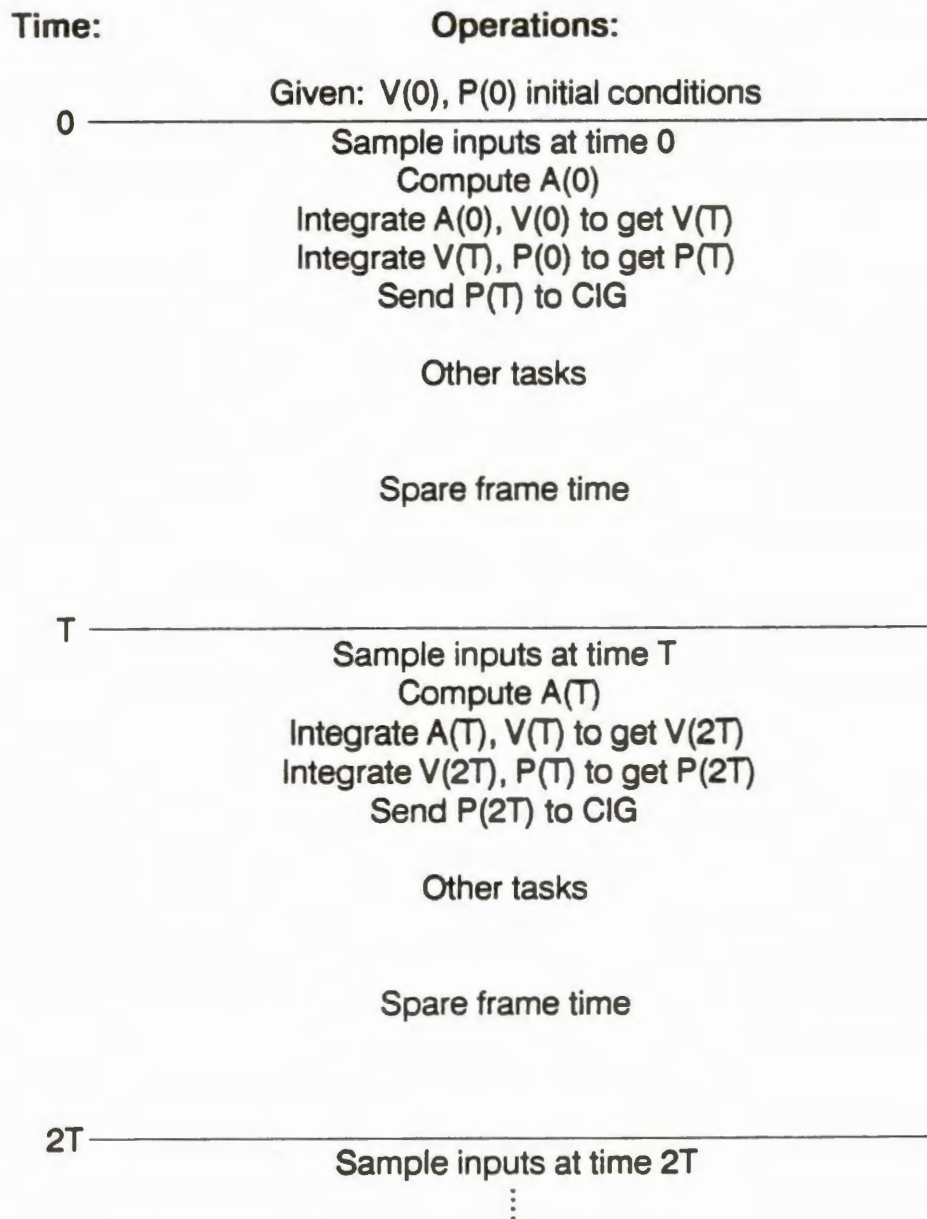 Time: Operations:
Given: V(0), P(0) initial conditions
0
Sample inputs at time 0
Compute A(0)
Integrate A(0), V(0) to get V(T)
Integrate V(T), P(0) to get P(T)
Send P(T) to CIG
Other tasks
Spare frame time
T
Sample inputs at time T
Compute A(T)
Integrate A(T), V(T) to get V(2T)
Integrate V(2T), P(T) to get P(2T)
Send P(2T) to CIG
Other tasks
Spare frame time
2T
Sample inputs at time 2T